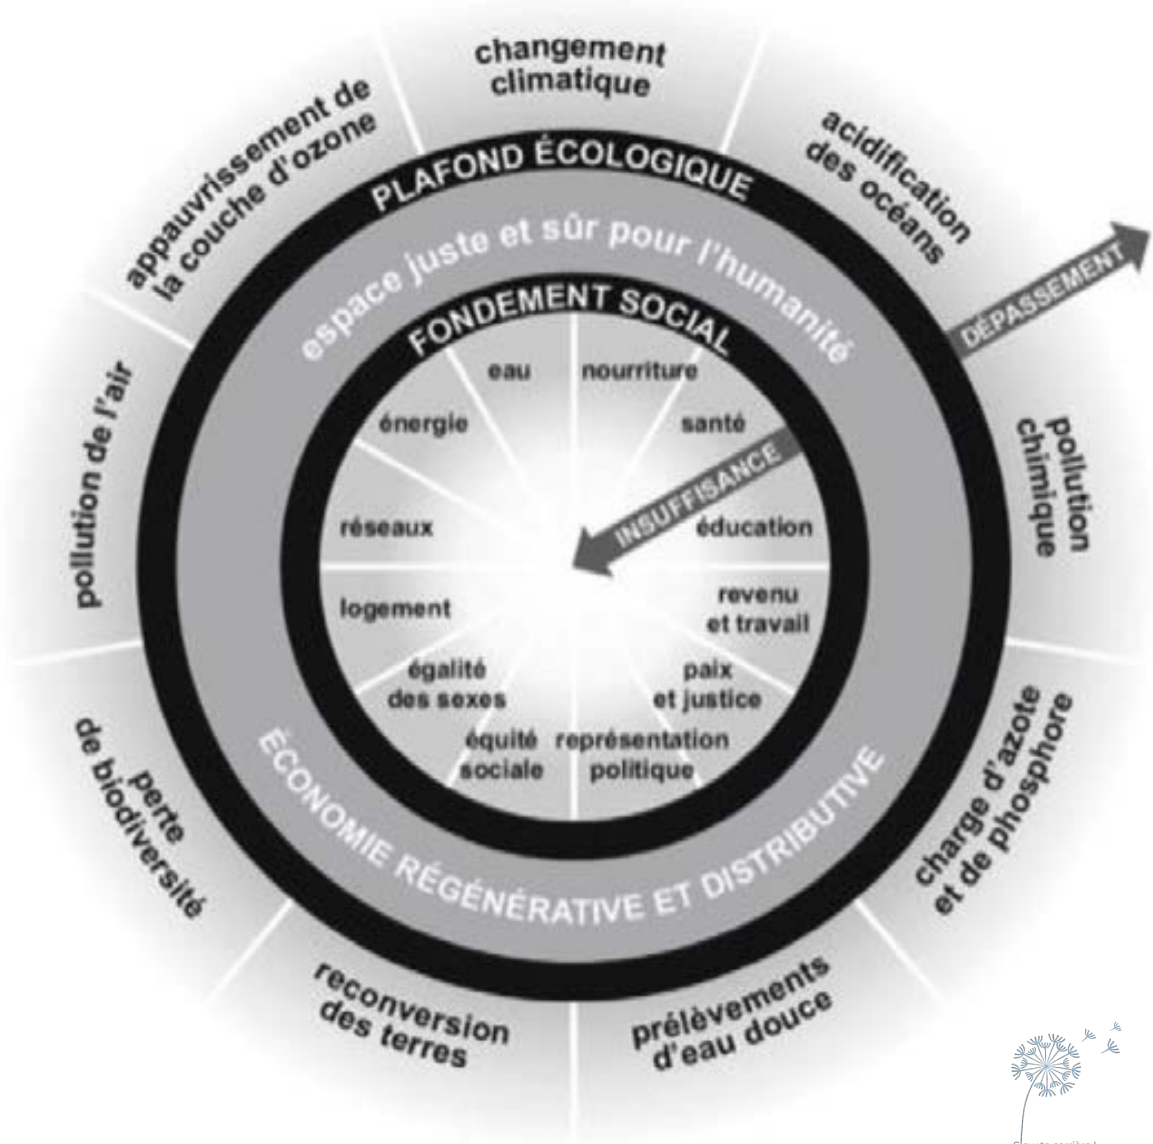 changement
climatique
acidification
des océans
appauvrissement de
la couche d'ozone
PLAFOND ÉCOLOGIQUE
espace juste et sûr pour l'humanité
DÉPASSEMENT
FONDEMENT SOCIAL
eau
nourriture
énergie
santé
INSUFFISANCE
pollution de l'air
pollution
chimique
réseaux
éducation
logement
revenu
et travail
égalité
des sexes
paix
et justice
équité
sociale
représentation
politique
ÉCONOMIE RÉGÉNÉRATIVE ET DISTRIBUTIVE
perte
de biodiversité
charge d'azote
et de phosphore
reconversion
des terres
prélèvements
d'eau douce